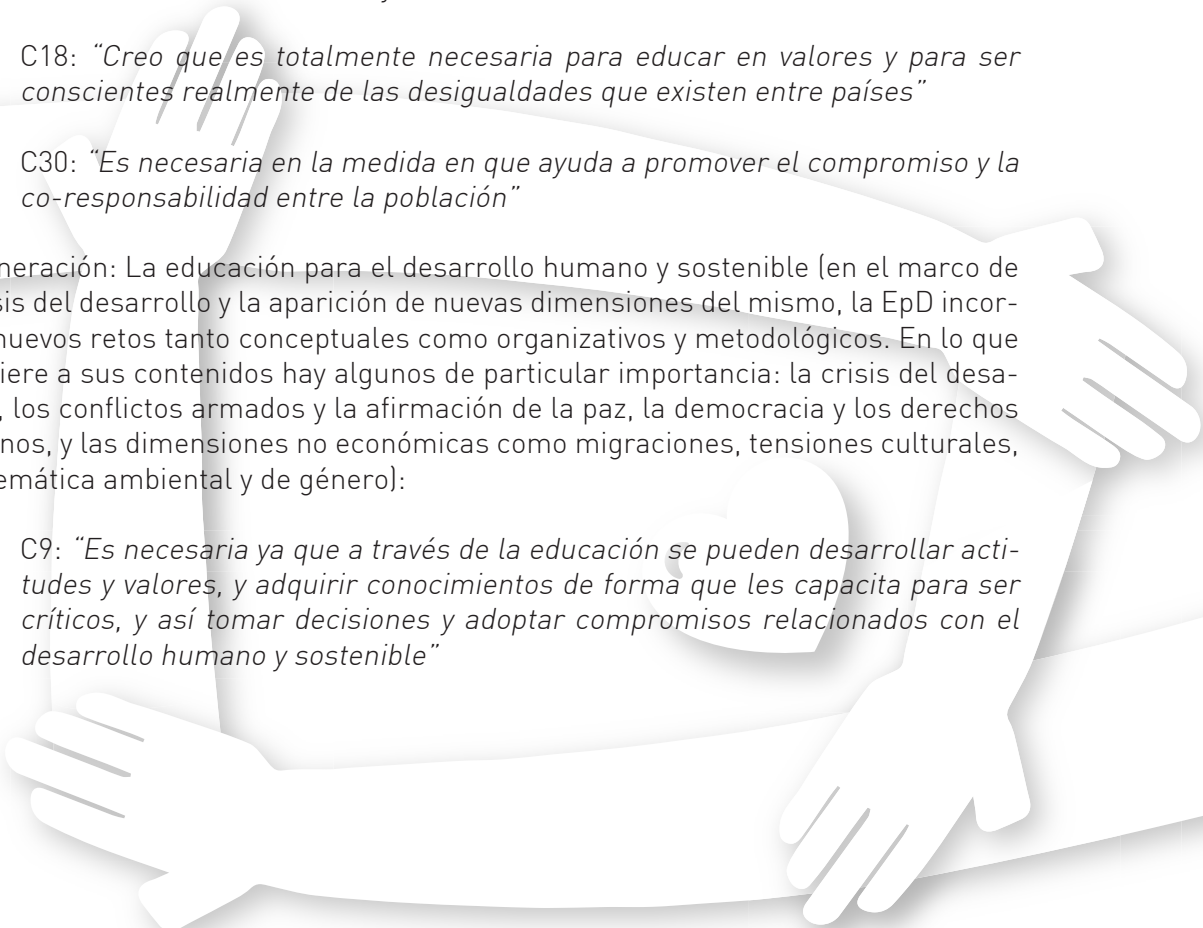 C18: “Creo que es totalmente necesaria para educar en valores y para ser
conscientes realmente de las desigualdades que existen entre países”
C30: “Es necesaria en la medida en que ayuda a promover el compromiso y la
co-responsabilidad entre la población”
neración: La educación para el desarrollo humano y sostenible (en el marco de
sis del desarrollo y la aparición de nuevas dimensiones del mismo, la EpD incor-
nuevos retos tanto conceptuales como organizativos y metodológicos. En lo que
iere a sus contenidos hay algunos de particular importancia: la crisis del desa-
, los conflictos armados y la afirmación de la paz, la democracia y los derechos
nos, y las dimensiones no económicas como migraciones, tensiones culturales,
emática ambiental y de género):
C9: “Es necesaria ya que a través de la educación se pueden desarrollar acti-
tudes y valores, y adquirir conocimientos de forma que les capacita para ser
críticos, y así tomar decisiones y adoptar compromisos relacionados con el
desarrollo humano y sostenible”